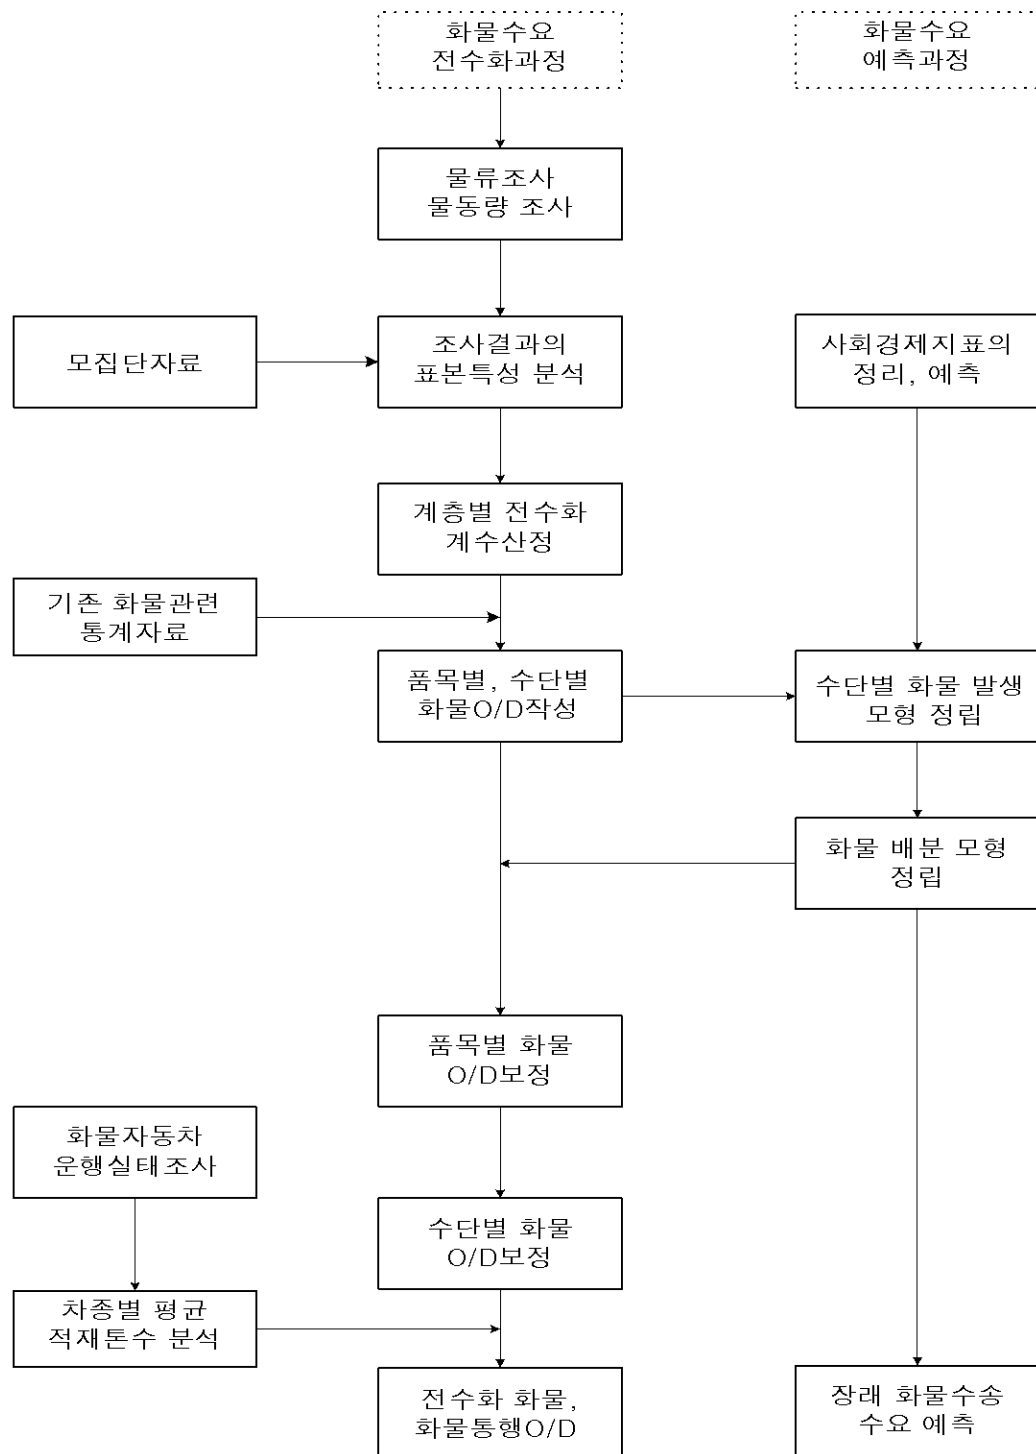 화물수요
전수화과정
화물수요
예측과정
물류조사
물동량 조사
모집단자료
조사결과의
표본특성 분석
사회경제지표의
정리, 예측
계층별 전수화
계수산정
기존 화물관련
통계자료
품목별, 수단별
화물O/D작성
수단별 화물 발생
모형 정립
화물 배분 모형
정립
품목별 화물
O/D보정
화물자동차
운행실태조사
수단별 화물
O/D보정
차종별 평균
적재톤수 분석
전수화 화물,
화물통행O/D
장래 화물수송
수요 예측